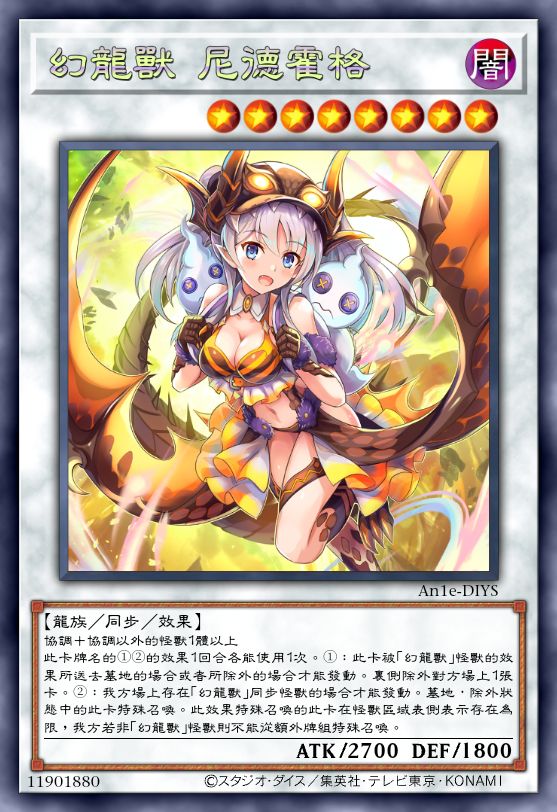 幻龍獸 尼德霍格
闇
An1e-DIYS
【龍族／同步／效果】
協調＋協調以外的怪獸1體以上
此卡牌名的①②的效果1回合各能使用1次。①：此卡被「幻龍獸」怪獸的效
果所送去墓地的場合或者所除外的場合才能發動。裏側除外對方場上1張
卡。②：我方場上存在「幻龍獸」同步怪獸的場合才能發動。墓地‧除外狀
態中的此卡特殊召喚。此效果特殊召喚的此卡在怪獸區域表側表示存在為
限，我方若非「幻龍獸」怪獸則不能從額外牌組特殊召喚。
ATK/2700 DEF/1800
11901880
©スタジオ・ダイス／集英社・テレビ東京・KONAMI